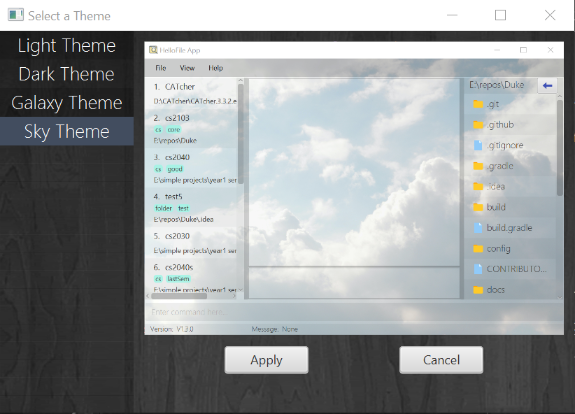 Select a Theme
Light Theme
Dark Theme
Galaxy Theme
Sky Theme
HelloFile App
File View Help
1. CATcher
D:\CATcher\CATcher.3.3.2.e
2. cs2103
cs core
E:\repos\Duke
3. cs2040
cs good
E:\simple projects\year1 ser
4. test5
folder test
E:\repos\Duke\.idea
5. cs2030
E:\simple projects\year1 ser
6. cs2040s
cs lastSem
E:\simple projects\year1 ser
E:\repos\Duke
.git
.github
.gitignore
.gradle
.idea
build
build.gradle
config
CONTRIBUTO...
docs
Enter command here...
Version: V1.3.0 Message: None
Apply Cancel